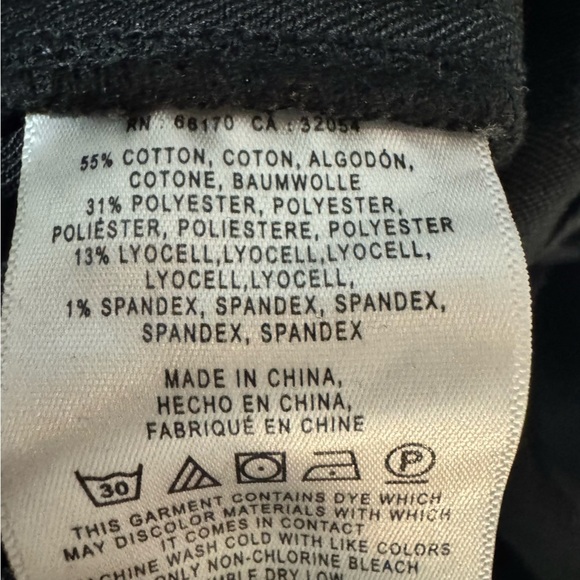 RN : 66170 CA : 32054
55% COTTON, COTON, ALGODÓN,
COTONE, BAUMWOLLE
31% POLYESTER, POLYESTER,
POLIÉSTER, POLIESTERE, POLYESTER
13% LYOCELL,LYOCELL,LYOCELL,
LYOCELL,LYOCELL,
1% SPANDEX, SPANDEX, SPANDEX,
SPANDEX, SPANDEX
MADE IN CHINA,
HECHO EN CHINA,
FABRIQUÉ EN CHINE
30 P
THIS GARMENT CONTAINS DYE WHICH
MAY DISCOLOR MATERIALS WITH WHICH
IT COMES IN CONTACT
MACHINE WASH COLD WITH LIKE COLORS
ONLY NON-CHLORINE BLEACH
TUMBLE DRY LOW